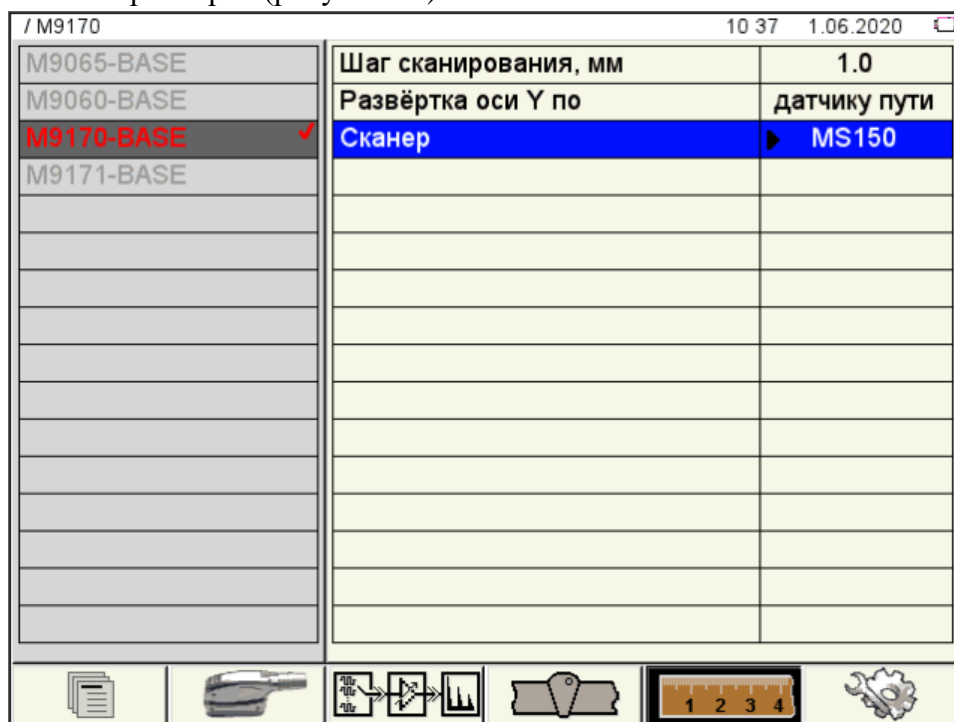 / M9170 10 37 1.06.2020
M9065-BASE
M9060-BASE
M9170-BASE
M9171-BASE
Шаг сканирования, мм 1.0
Развёртка оси Y по датчику пути
Сканер MS150
1 2 3 4